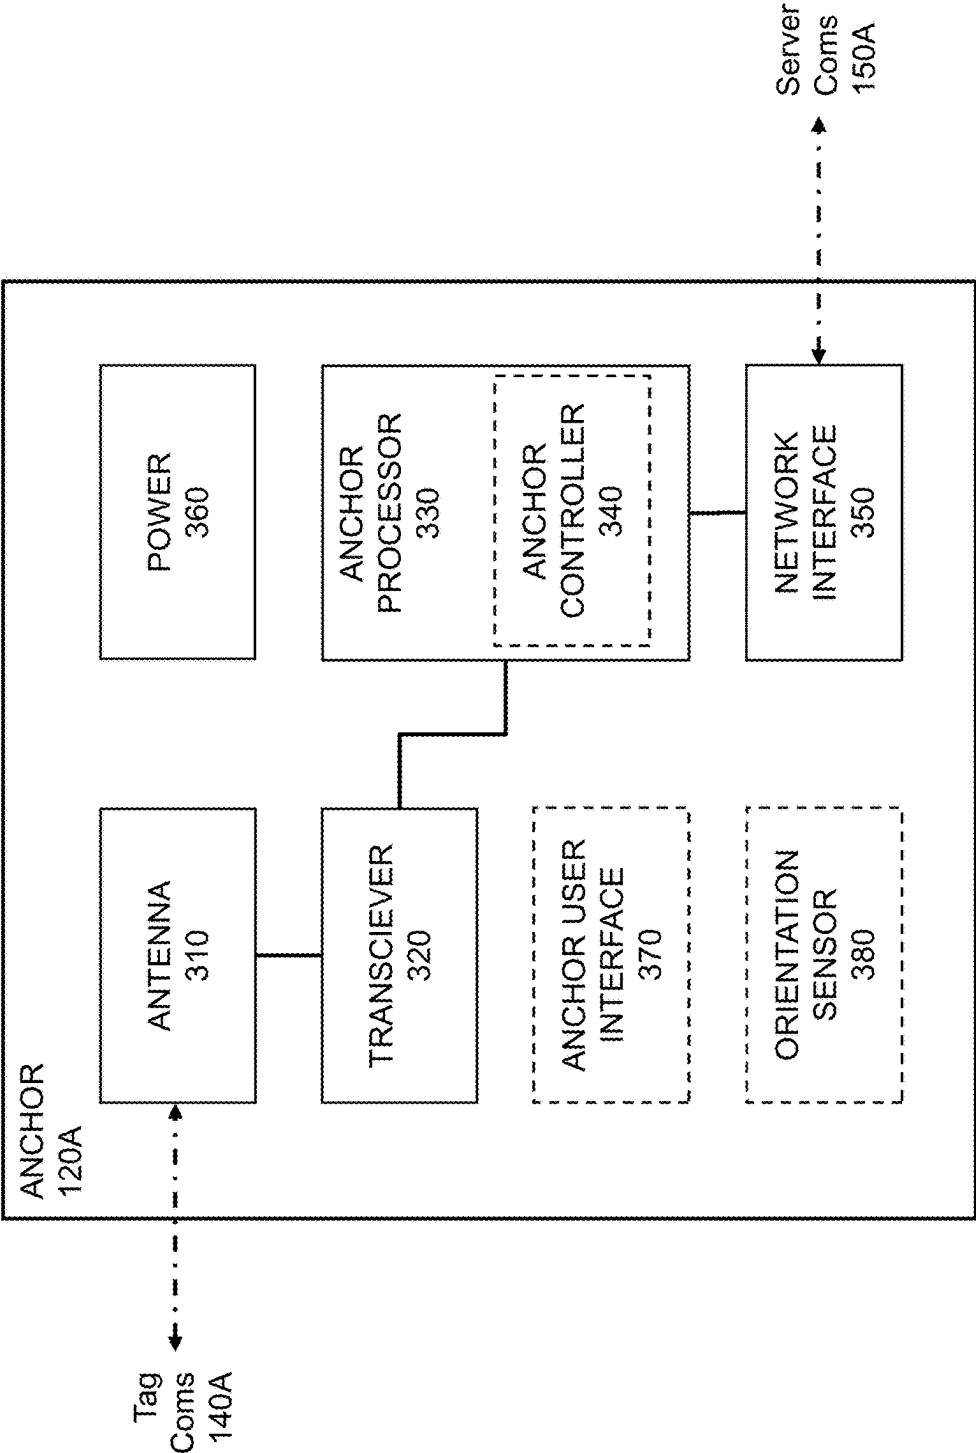 ANCHOR
120A
Tag
Coms
140A
ANTENNA
310
POWER
360
TRANSCIEVER
320
ANCHOR
PROCESSOR
330
ANCHOR USER
INTERFACE
370
ANCHOR
CONTROLLER
340
ORIENTATION
SENSOR
380
NETWORK
INTERFACE
350
Server
Coms
150A